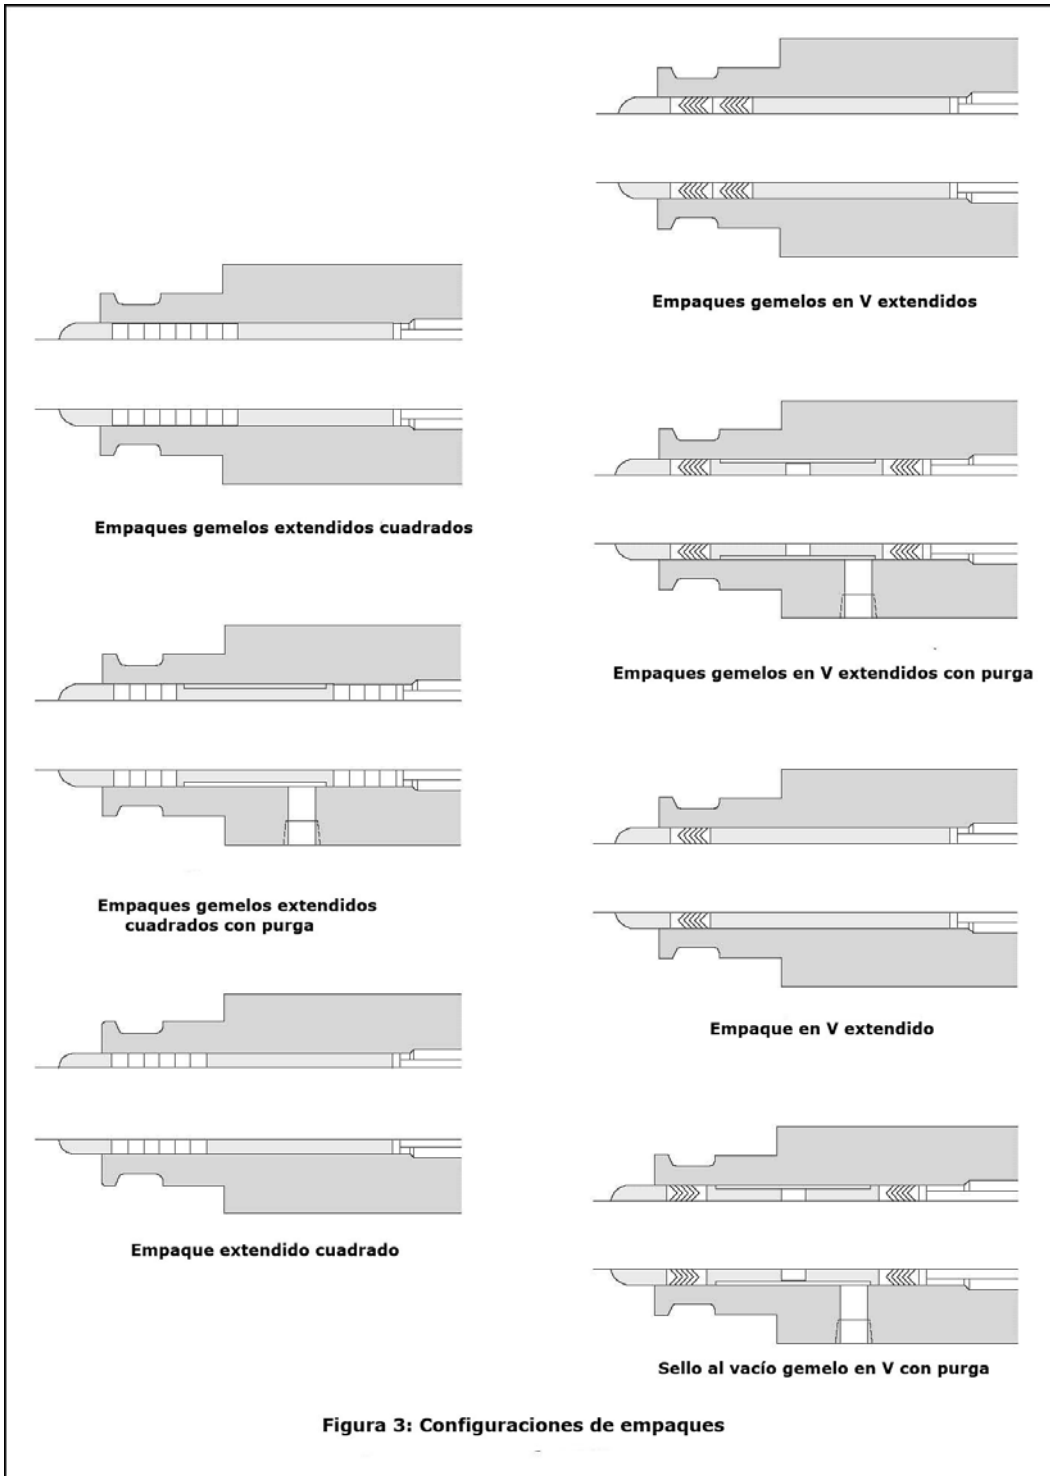 Empaques gemelos en V extendidos
Empaques gemelos extendidos cuadrados
Empaques gemelos en V extendidos con purga
Empaques gemelos extendidos
cuadrados con purga
Empaque en V extendido
Empaque extendido cuadrado
Sello al vacío gemelo en V con purga
Figura 3: Configuraciones de empaques